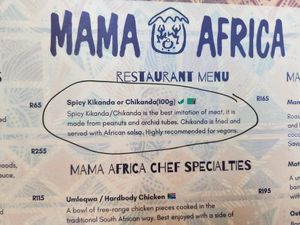 MAMA AFRICA
RESTAURANT MENU
R65
Spicy Kikanda or Chikanda(100g)
R165
Spicy Kikanda/Chikanda is the best imitation of meat, it is
made from peanuts and orchid tubes. Chikanda is fried and
served with African salsa. Highly recommended for vegans.
R255
MAMA AFRICA CHEF SPECIALTIES
R115
Umleqwa / Hardbody Chicken
R195
A bowl of free-range chicken pieces cooked in the
traditional South African way. Best enjoyed with a side of